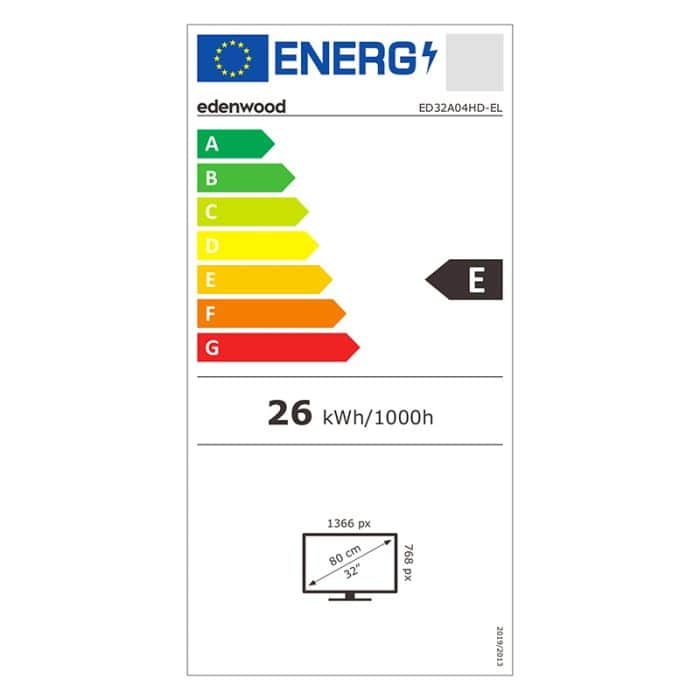 ENERG
edenwood
ED32A04HD-EL
A
B
C
D
E
E
F
G
26 kWh/1000h
1366 px
80 cm
32"
768 px
2019/2013